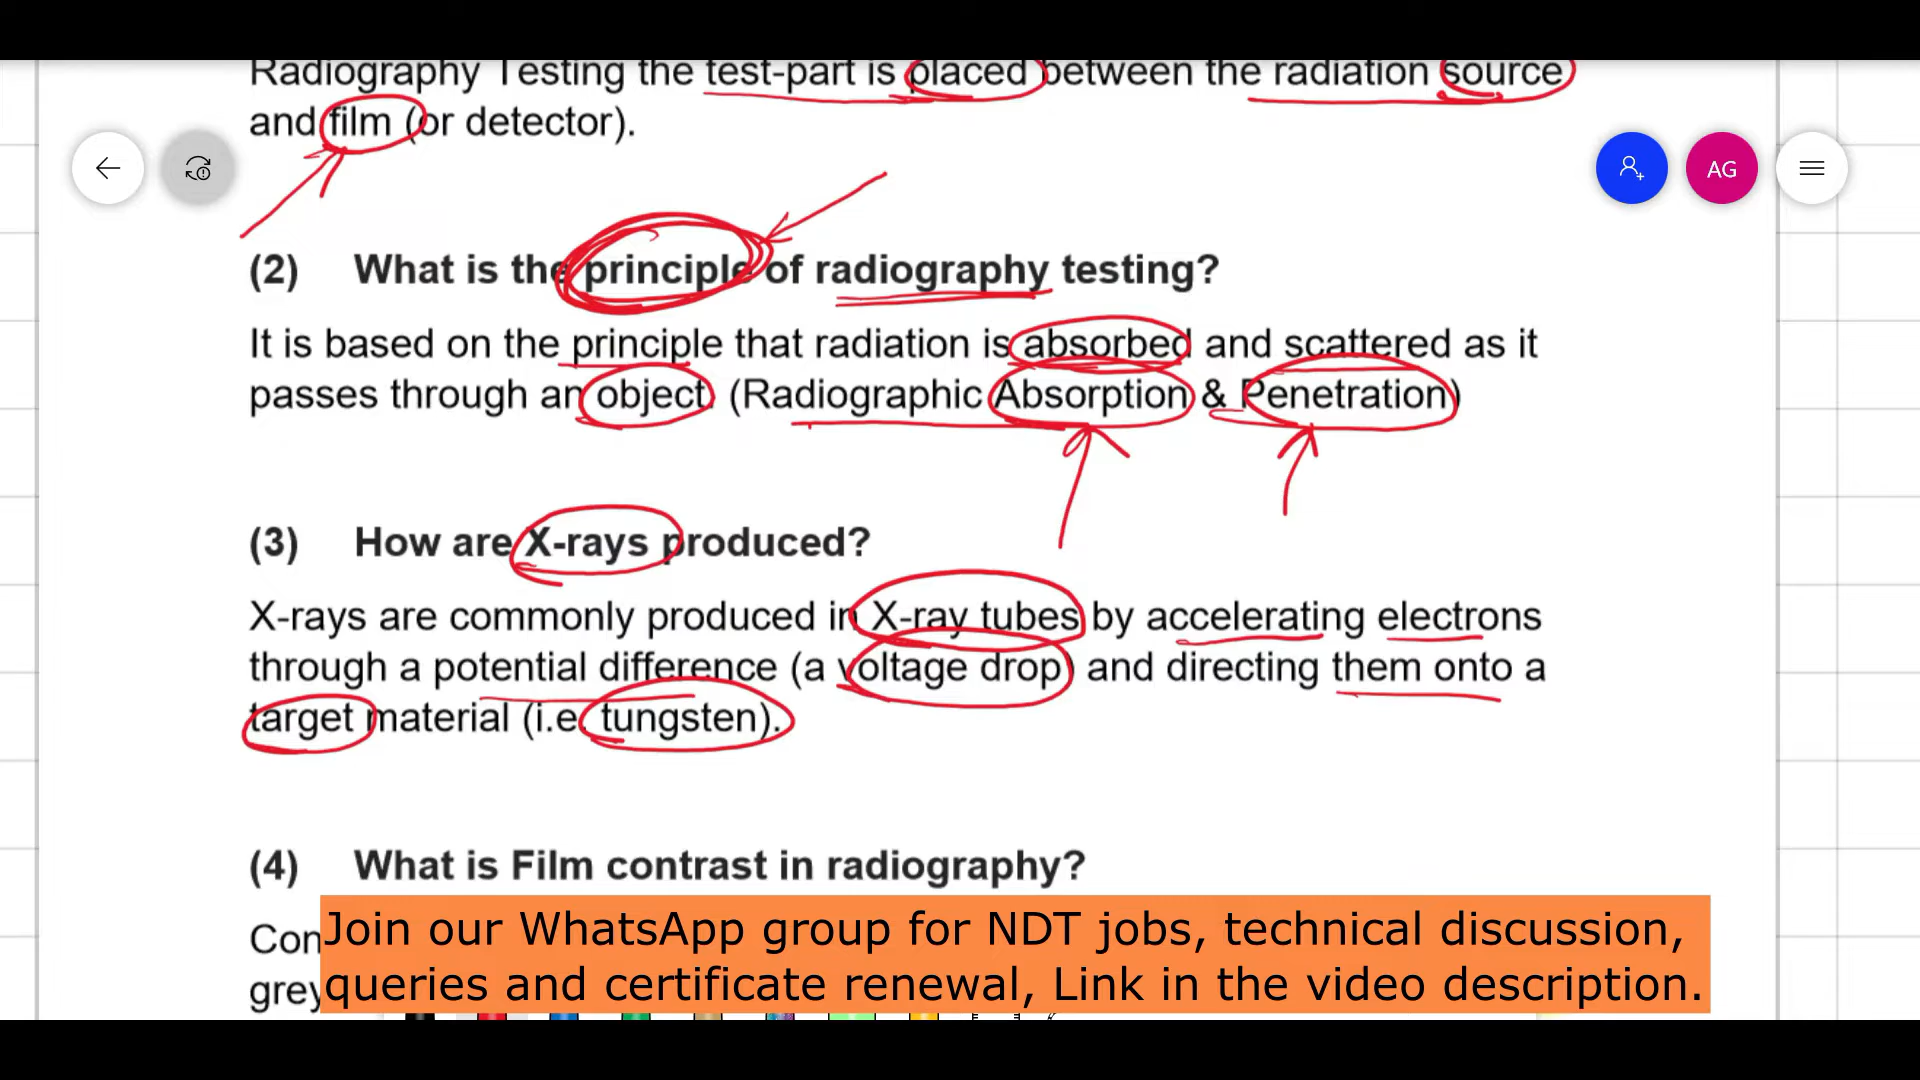 Radiography Testing the test-part is placed between the radiation source
and film (or detector).
AG
(2) What is the principle of radiography testing?
It is based on the principle that radiation is absorbed and scattered as it
passes through an object. (Radiographic Absorption & Penetration)
(3) How are X-rays produced?
X-rays are commonly produced in X-ray tubes by accelerating electrons
through a potential difference (a voltage drop) and directing them onto a
target material (i.e. tungsten).
(4) What is Film contrast in radiography?
Con
grey
Join our WhatsApp group for NDT jobs, technical discussion,
queries and certificate renewal, Link in the video description.